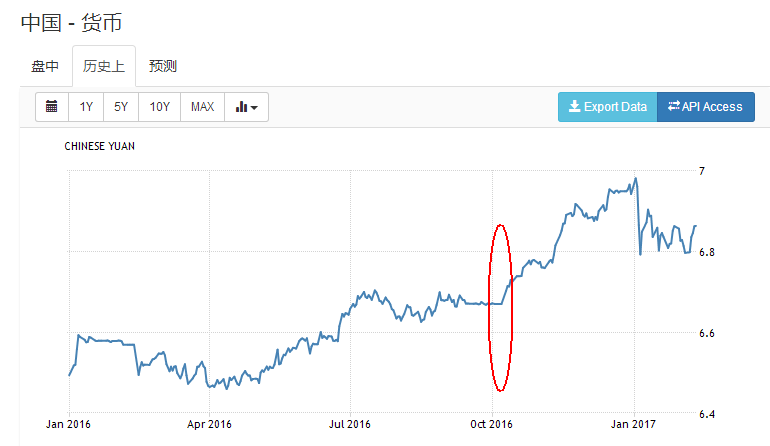 中国 - 货币
盘中 历史上 预测
1Y 5Y 10Y MAX Export Data API Access
CHINESE YUAN
7
6.8
6.6
6.4
Jan 2016 Apr 2016 Jul 2016 Oct 2016 Jan 2017